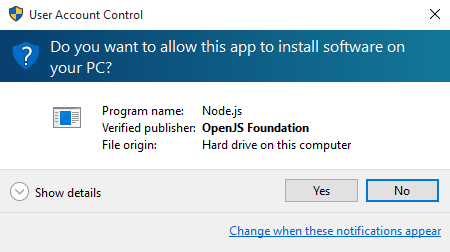 User Account Control
Do you want to allow this app to install software on
your PC?
Program name: Node.js
Verified publisher: OpenJS Foundation
File origin: Hard drive on this computer
Show details
Yes
No
Change when these notifications appear